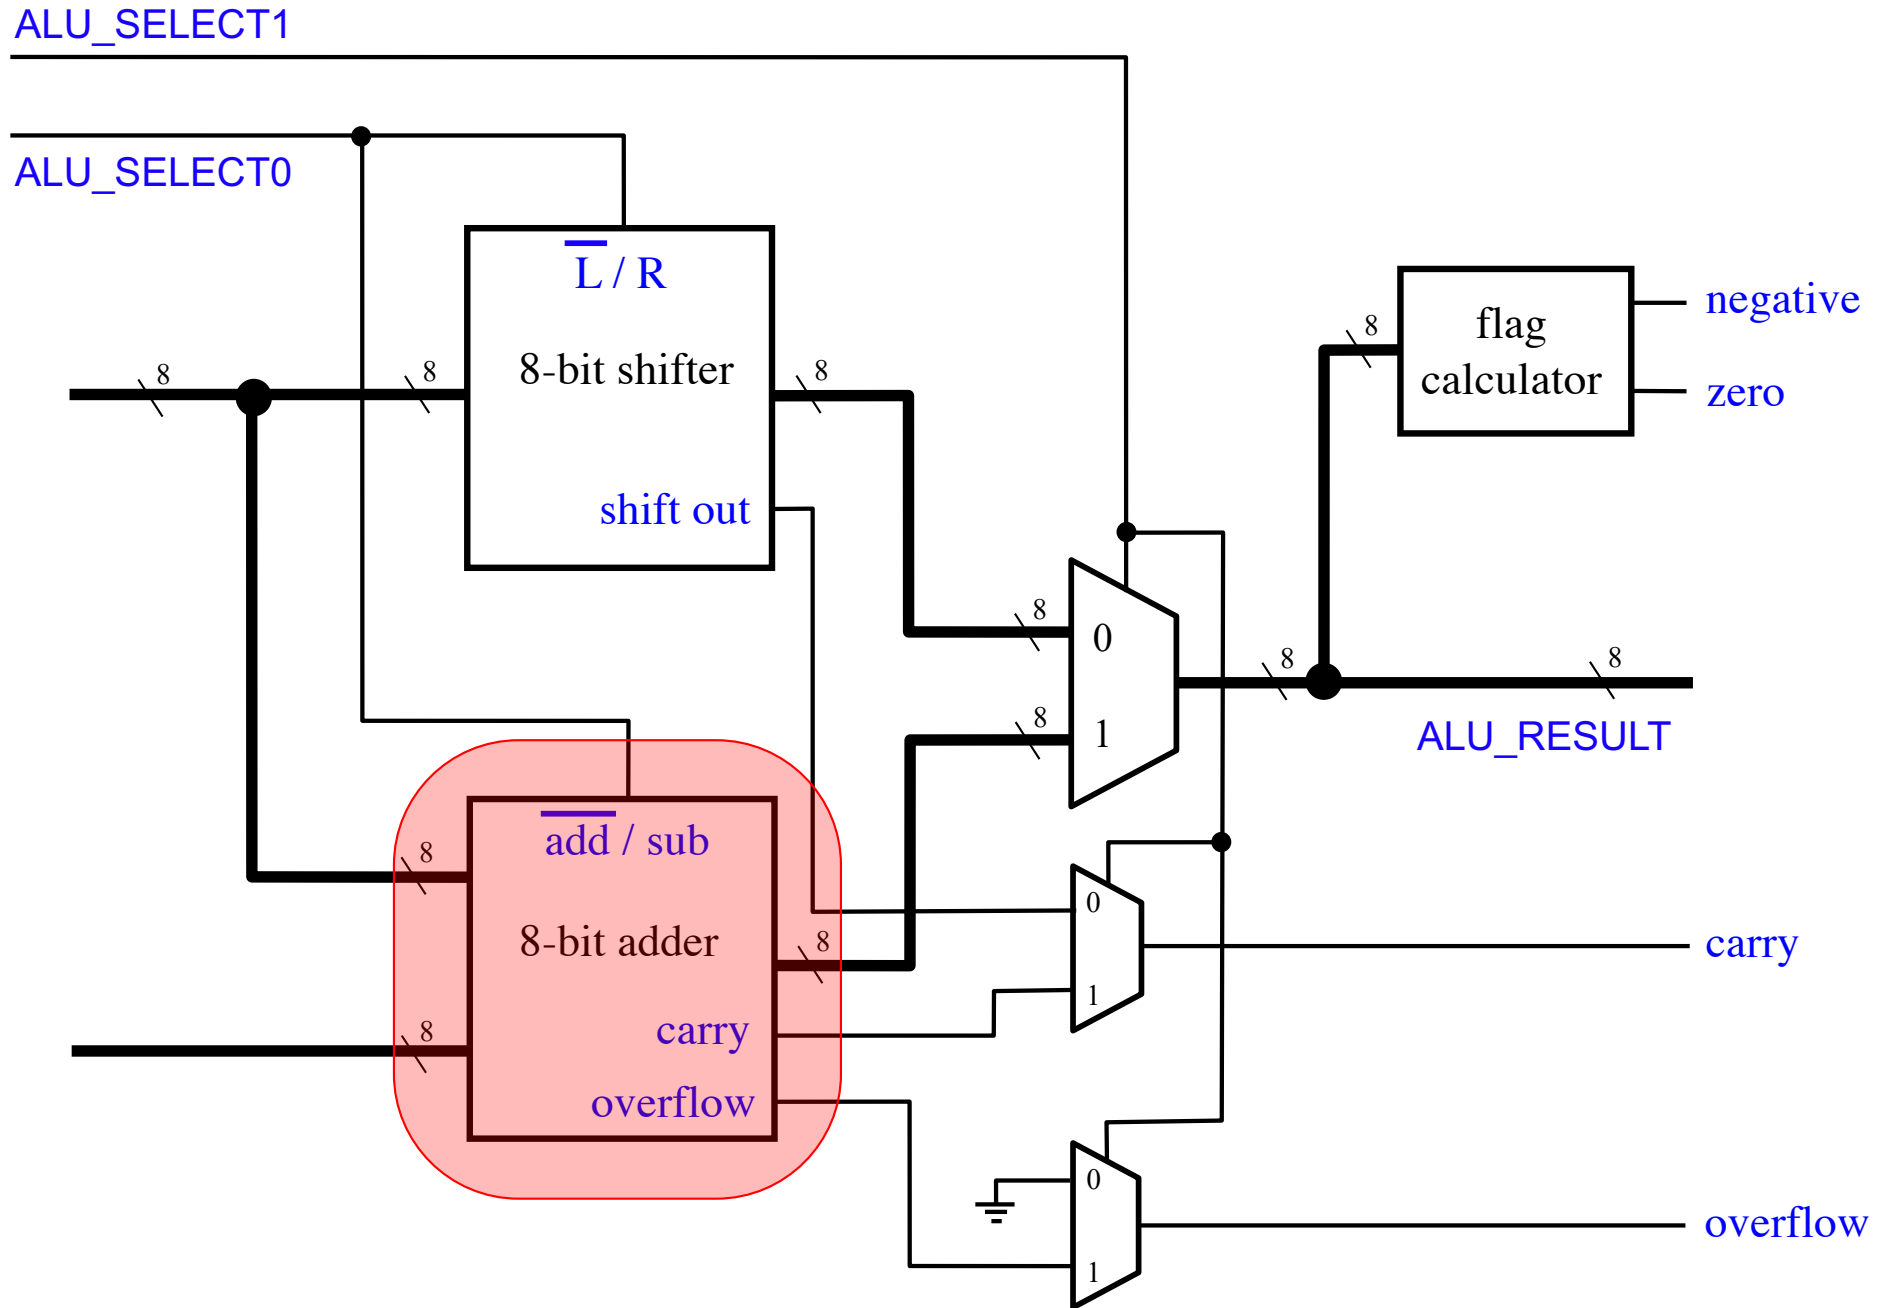 ALU_SELECT1
ALU_SELECT0
L / R
8-bit shifter
shift out
8
8
8
flag
calculator
8
negative
zero
8
0
1
8
8
8
ALU_RESULT
add / sub
8-bit adder
carry
overflow
8
8
8
0
1
carry
0
1
overflow